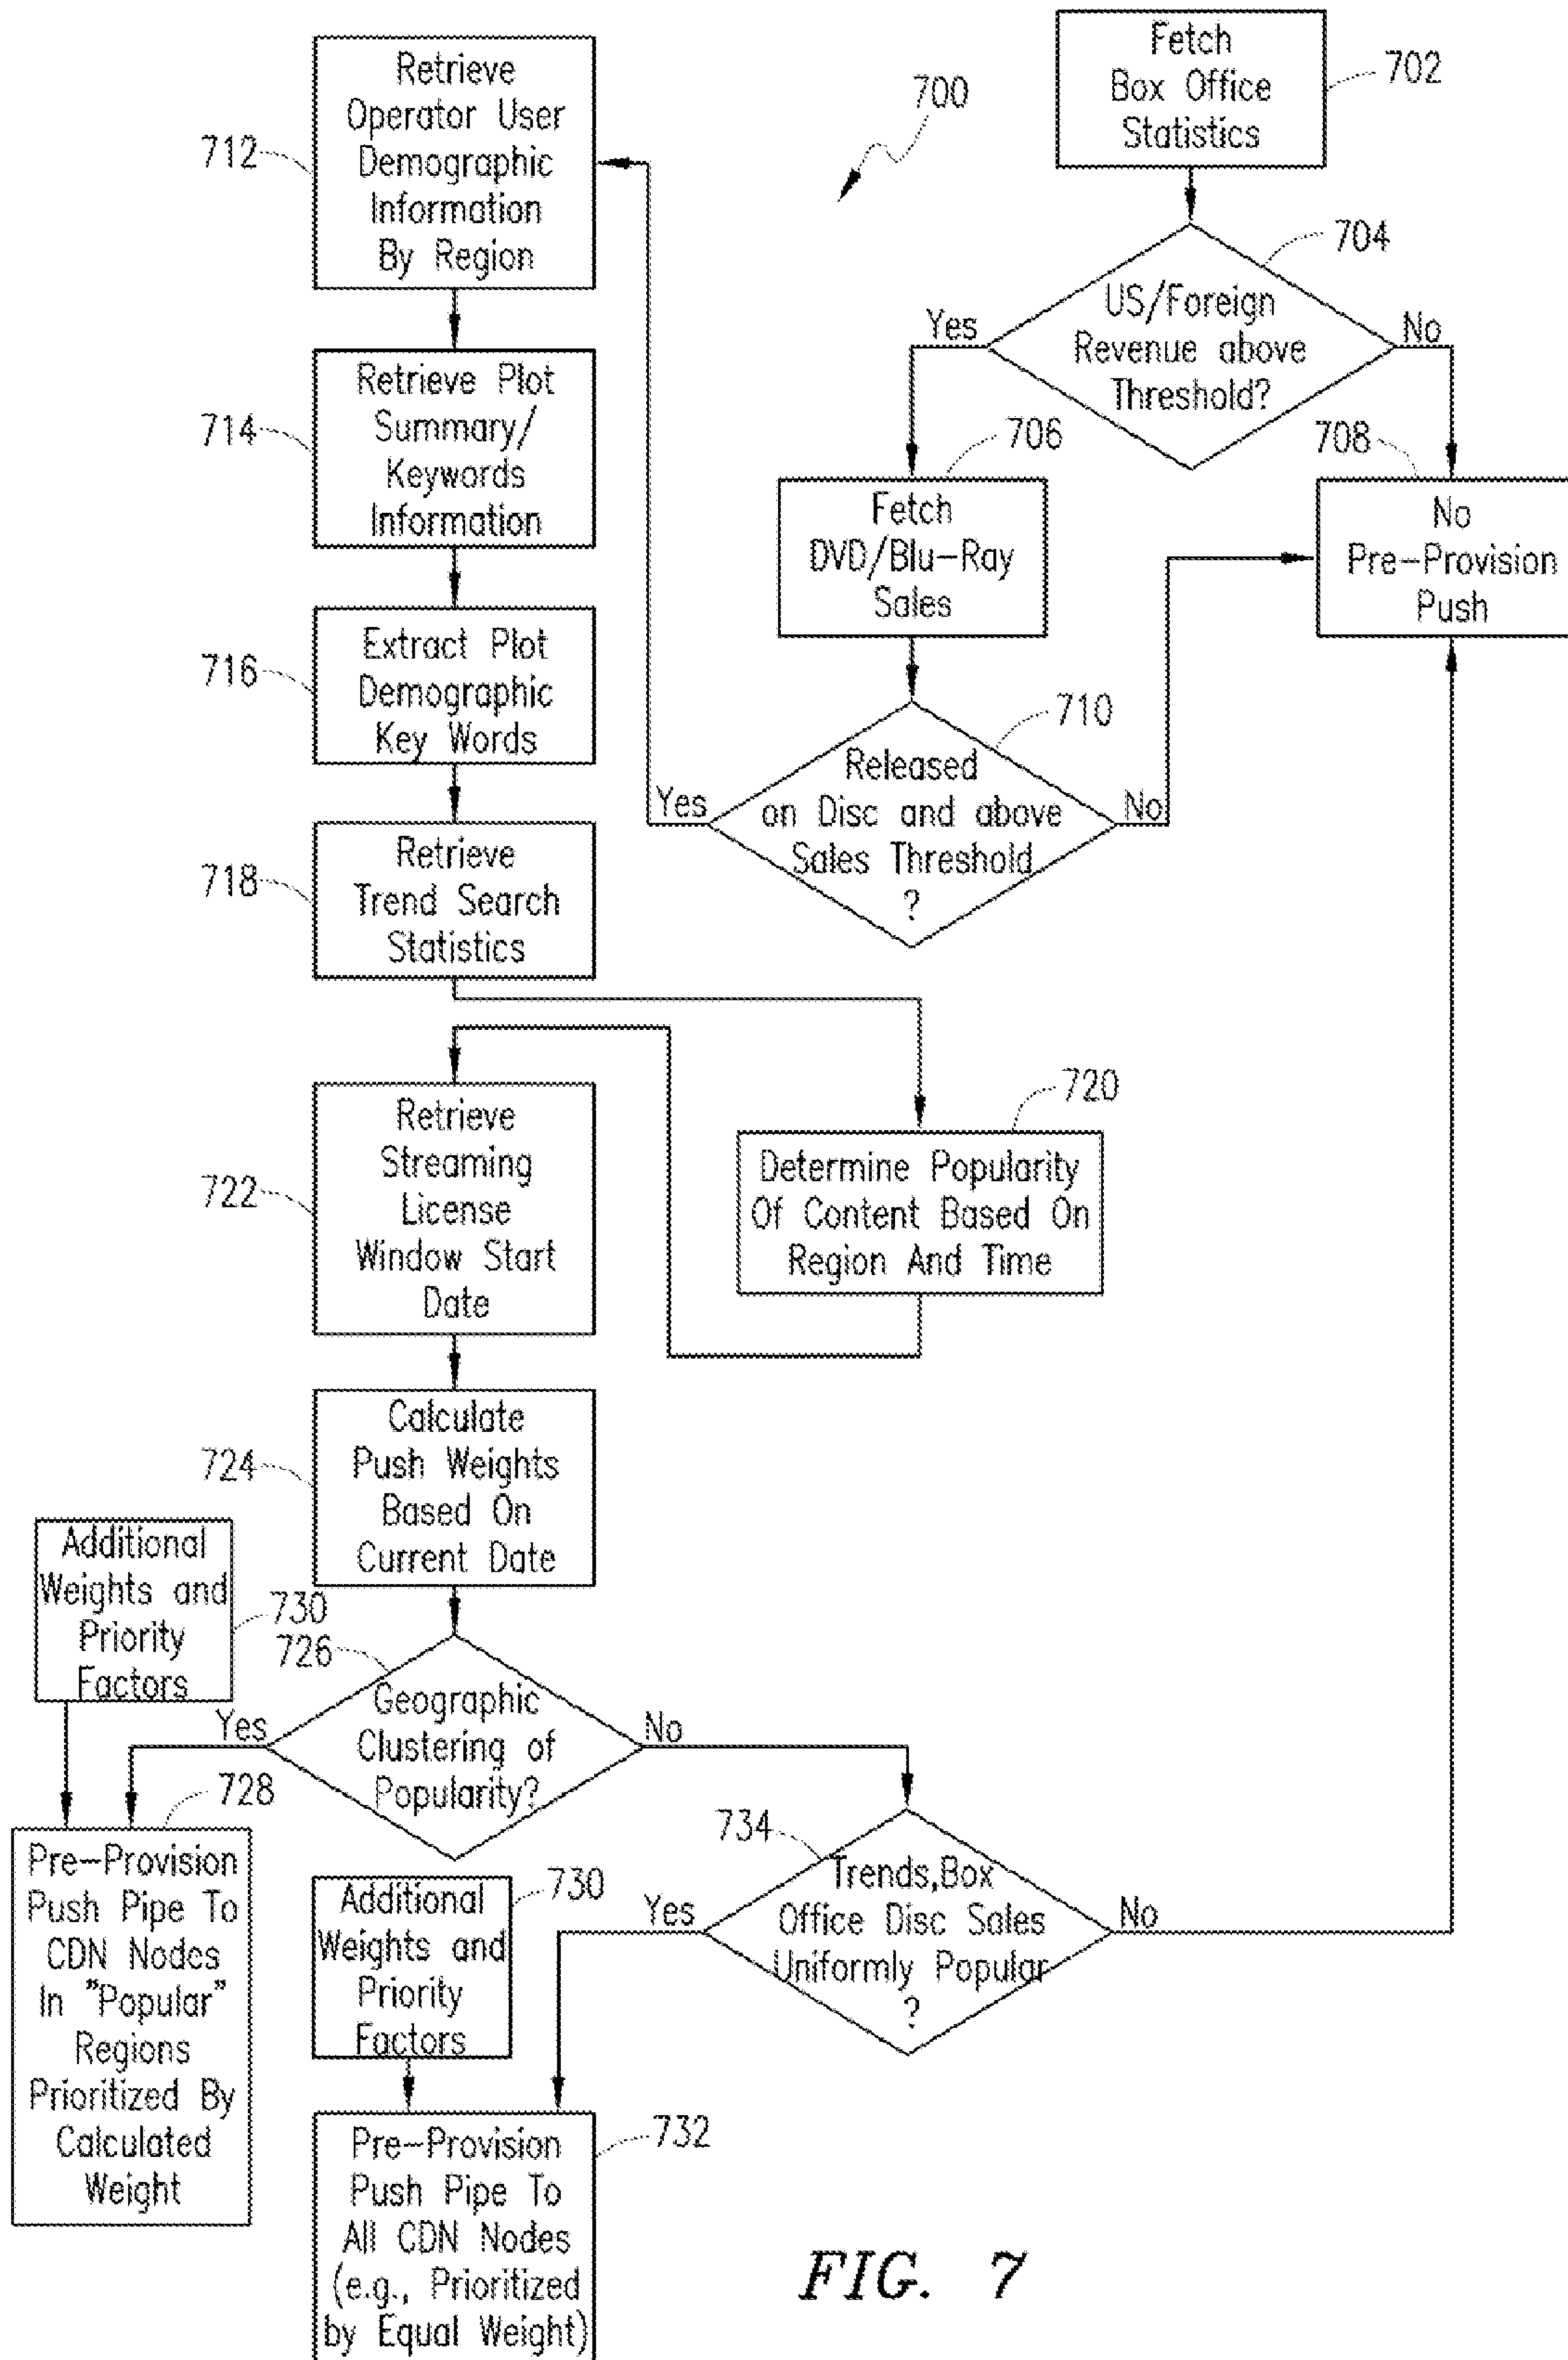 700
Fetch
Box Office
Statistics
702
US/Foreign
Revenue above
Threshold?
704
Yes
No
Fetch
DVD/Blu-Ray
Sales
706
No
Pre-Provision
Push
708
Released
on Disc and above
Sales Threshold
?
710
Yes
No
Retrieve
Operator User
Demographic
Information
By Region
712
Retrieve Plot
Summary/
Keywords
Information
714
Extract Plot
Demographic
Key Words
716
Retrieve
Trend Search
Statistics
718
Determine Popularity
Of Content Based On
Region And Time
720
Retrieve
Streaming
License
Window Start
Date
722
Calculate
Push Weights
Based On
Current Date
724
Geographic
Clustering of
Popularity?
726
Yes
No
Additional
Weights and
Priority
Factors
730
Pre-Provision
Push Pipe To
CDN Nodes
In "Popular"
Regions
Prioritized By
Calculated
Weight
728
Trends,Box
Office Disc Sales
Uniformly Popular
?
734
Yes
No
Additional
Weights and
Priority
Factors
730
Pre-Provision
Push Pipe To
All CDN Nodes
(e.g., Prioritized
by Equal Weight)
732
FIG. 7